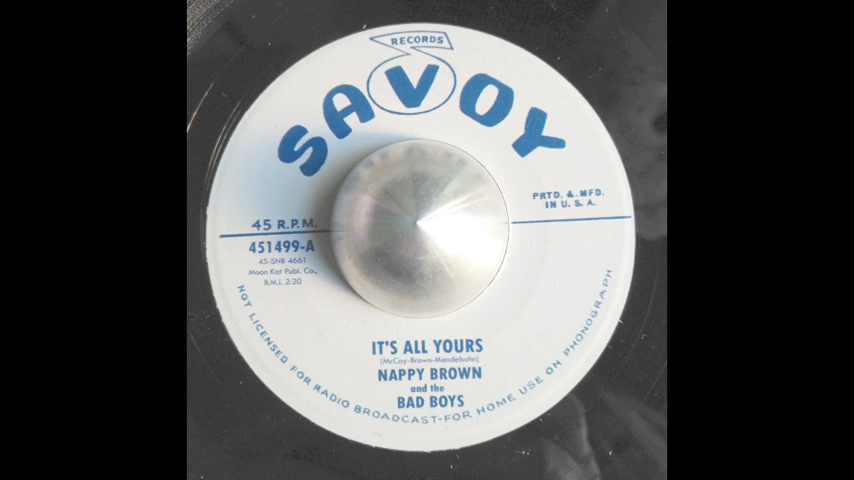 RECORDS
SAVOY
PRTD. & MFD.
IN U. S. A.
45 R.P.M.
451499-A
45-SNB 4661
Moon Kat Publ. Co.,
B.M.I. 2:20
IT'S ALL YOURS
(McCoy-Brown-Mendelsohn)
NAPPY BROWN
and the
BAD BOYS
NOT LICENSED FOR RADIO BROADCAST-FOR HOME USE ON PHONOGRAPH